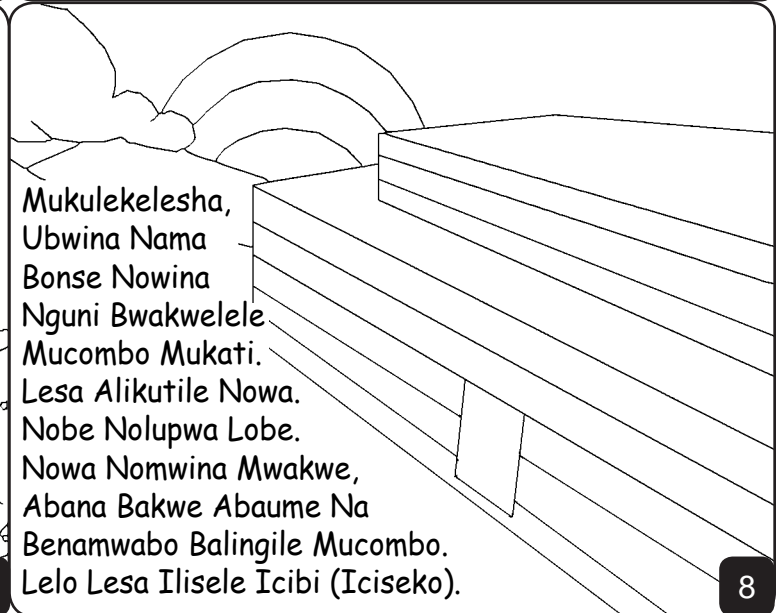 Mukulekelesha,
Ubwina Nama
Bonse Nowina
Nguni Bwakwelele
Mucombo Mukati.
Lesa Alikutile Nowa.
Nobe Nolupwa Lobe.
Nowa Nomwina Mwakwe,
Abana Bakwe Abaume Na
Benamwabo Balingile Mucombo.
Lelo Lesa Ilisele Icibi (Iciseko).
8